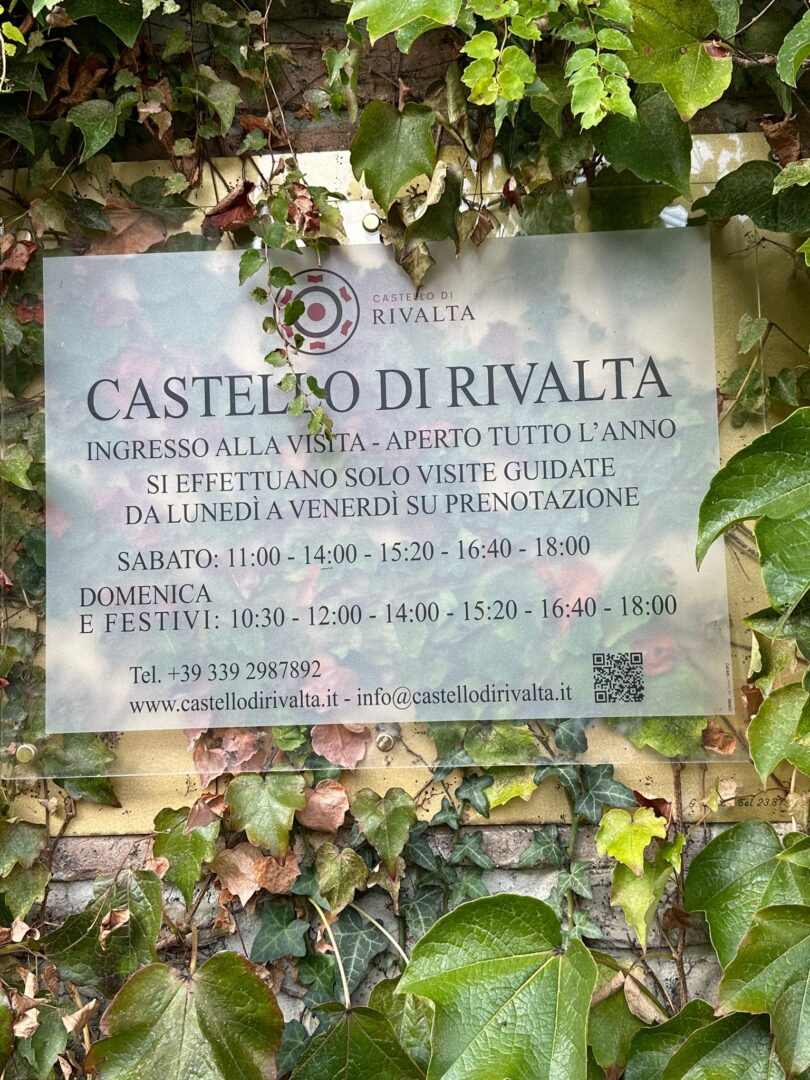 CASTELLO DI
RIVALTA
CASTELLO DI RIVALTA
INGRESSO ALLA VISITA - APERTO TUTTO L'ANNO
SI EFFETTUANO SOLO VISITE GUIDATE
DA LUNEDÌ A VENERDÌ SU PRENOTAZIONE
SABATO: 11:00 - 14:00 - 15:20 - 16:40 - 18:00
DOMENICA
E FESTIVI: 10:30 - 12:00 - 14:00 - 15:20 - 16:40 - 18:00
Tel. +39 339 2987892
www.castellodirivalta.it - info@castellodirivalta.it